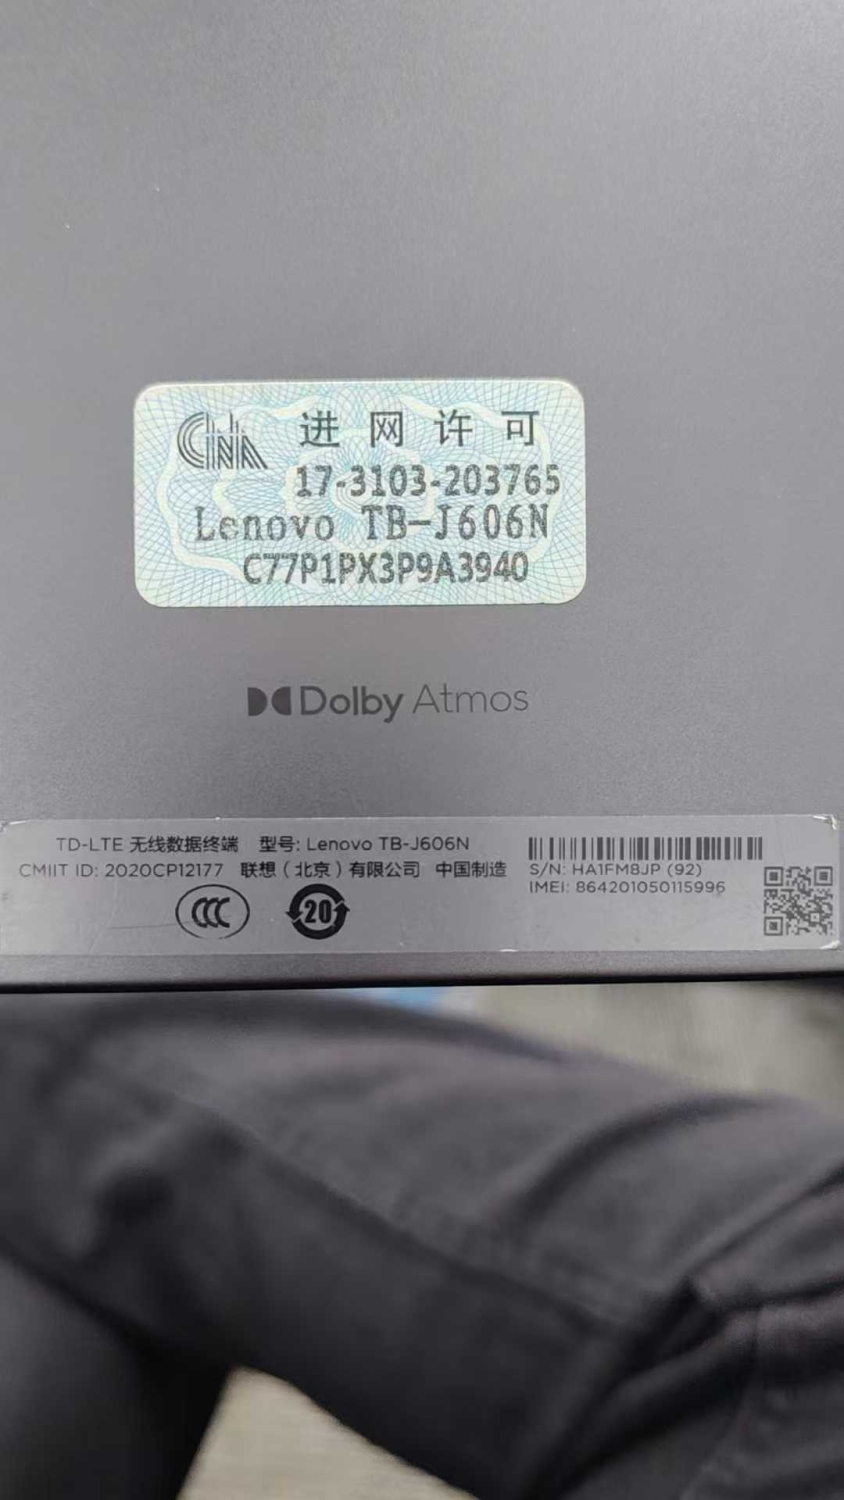 CHINA 进网许可
17-3103-203765
Lenovo TB-J606N
C77P1PX3P9A3940
Dolby Atmos
TD-LTE 无线数据终端 型号: Lenovo TB-J606N
CMIIT ID: 2020CP12177 联想（北京）有限公司 中国制造
CCC
20
S/N: HA1FM8JP (92)
IMEI: 864201050115996